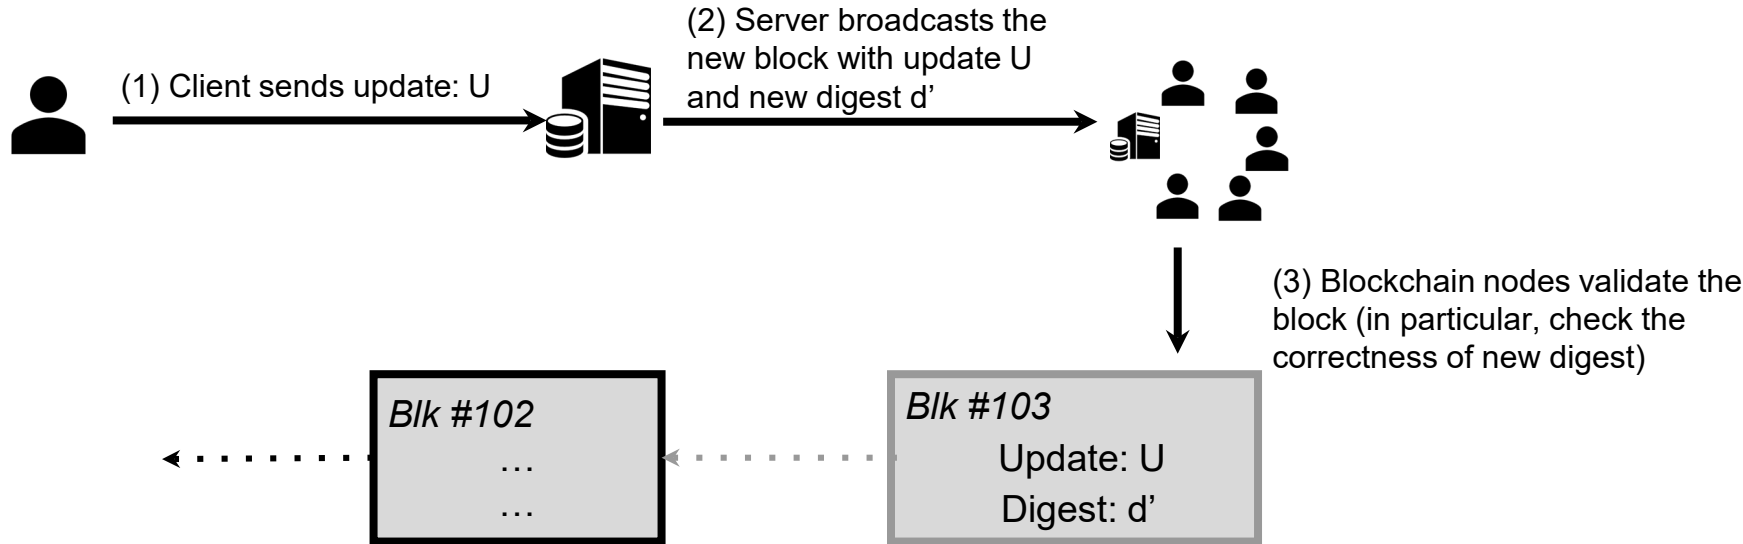 (1) Client sends update: U
(2) Server broadcasts the
new block with update U
and new digest d’
(3) Blockchain nodes validate the
block (in particular, check the
correctness of new digest)
Blk #102
…
…
Blk #103
Update: U
Digest: d’